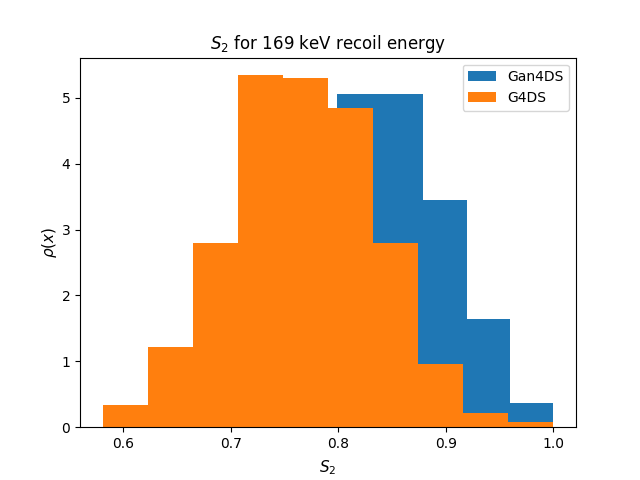 S₂ for 169 keV recoil energy
Gan4DS
G4DS
ρ(x)
5
4
3
2
1
0
0.6 0.7 0.8 0.9 1.0
S₂